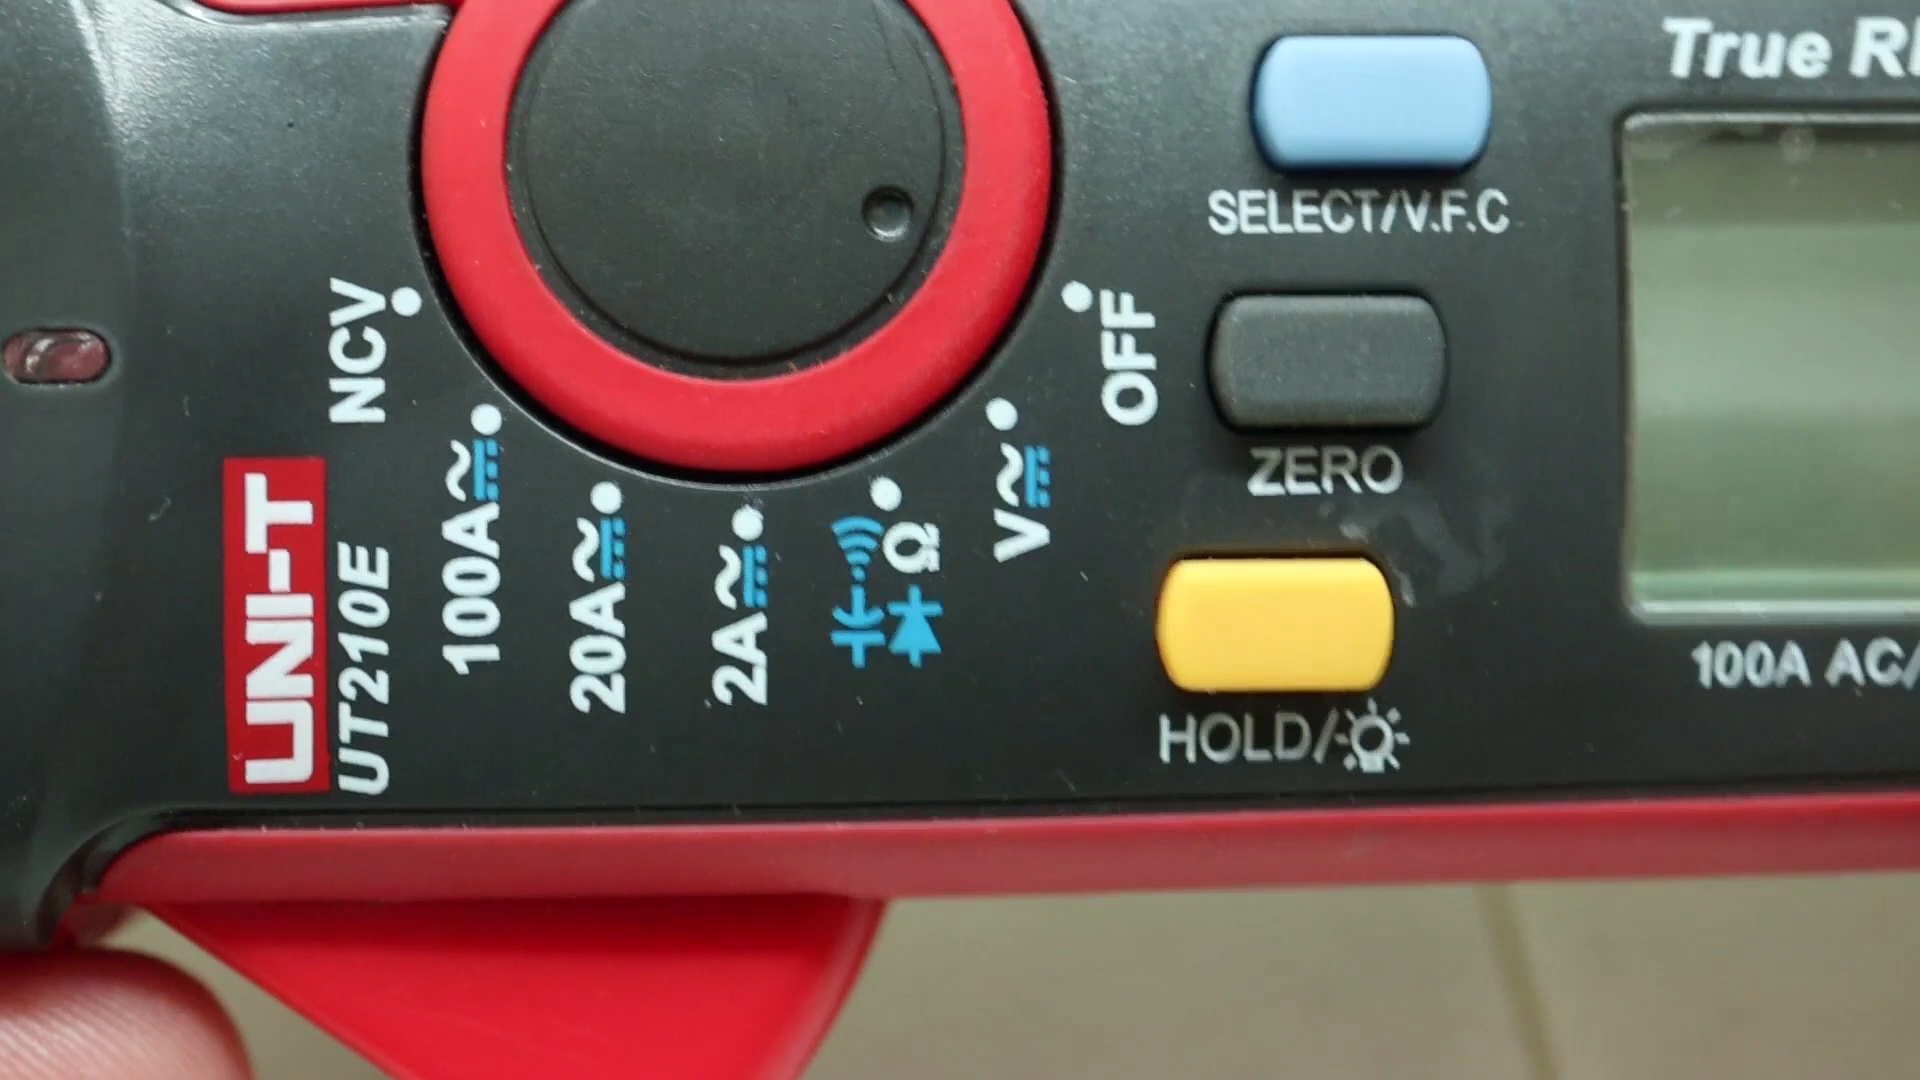 True R
SELECT/V.F.C
OFF
NCV
ZERO
V
Ω
100A
20A
2A
UNI-T
UT210E
HOLD/
100A AC/